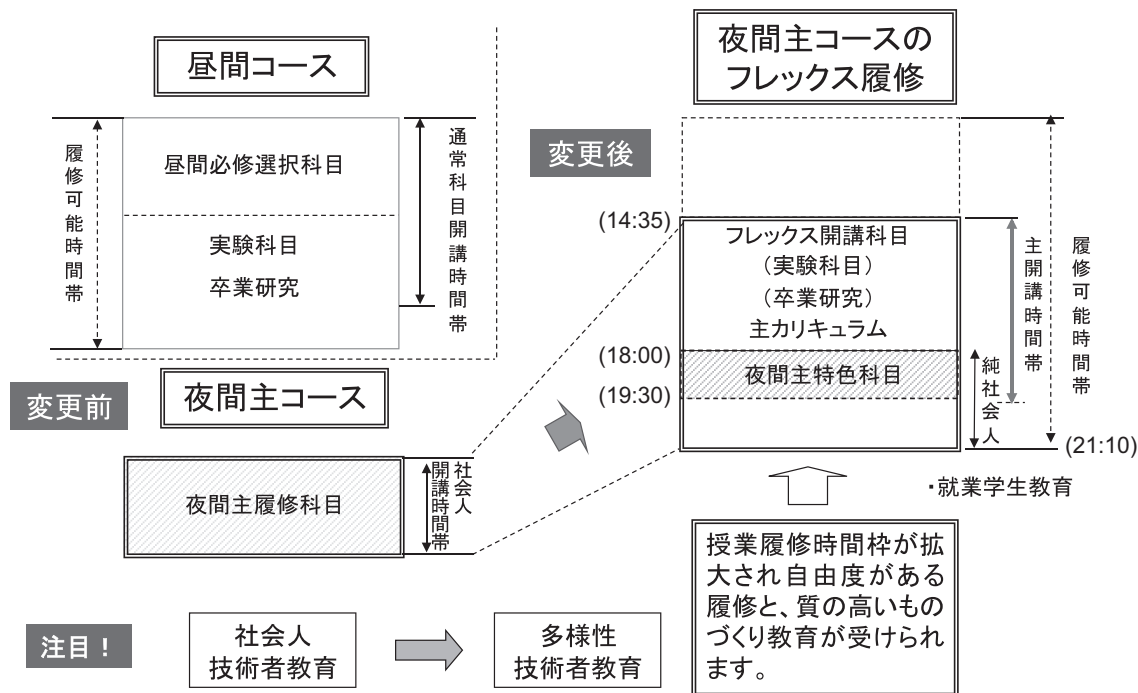 昼間コース
履修可能時間帯
昼間必修選択科目
実験科目
卒業研究
通常科目開講時間帯
変更前
夜間主コース
夜間主履修科目
社会人
開講時間帯
夜間主コースの
フレックス履修
変更後
(14:35)
フレックス開講科目
(実験科目)
(卒業研究)
主カリキュラム
(18:00)
夜間主特色科目
(19:30)
主開講時間帯
履修可能時間帯
純社会人
(21:10)
・就業学生教育
授業履修時間枠が拡
大され自由度がある
履修と、質の高いもの
づくり教育が受けられ
ます。
注目!
社会人
技術者教育
多様性
技術者教育